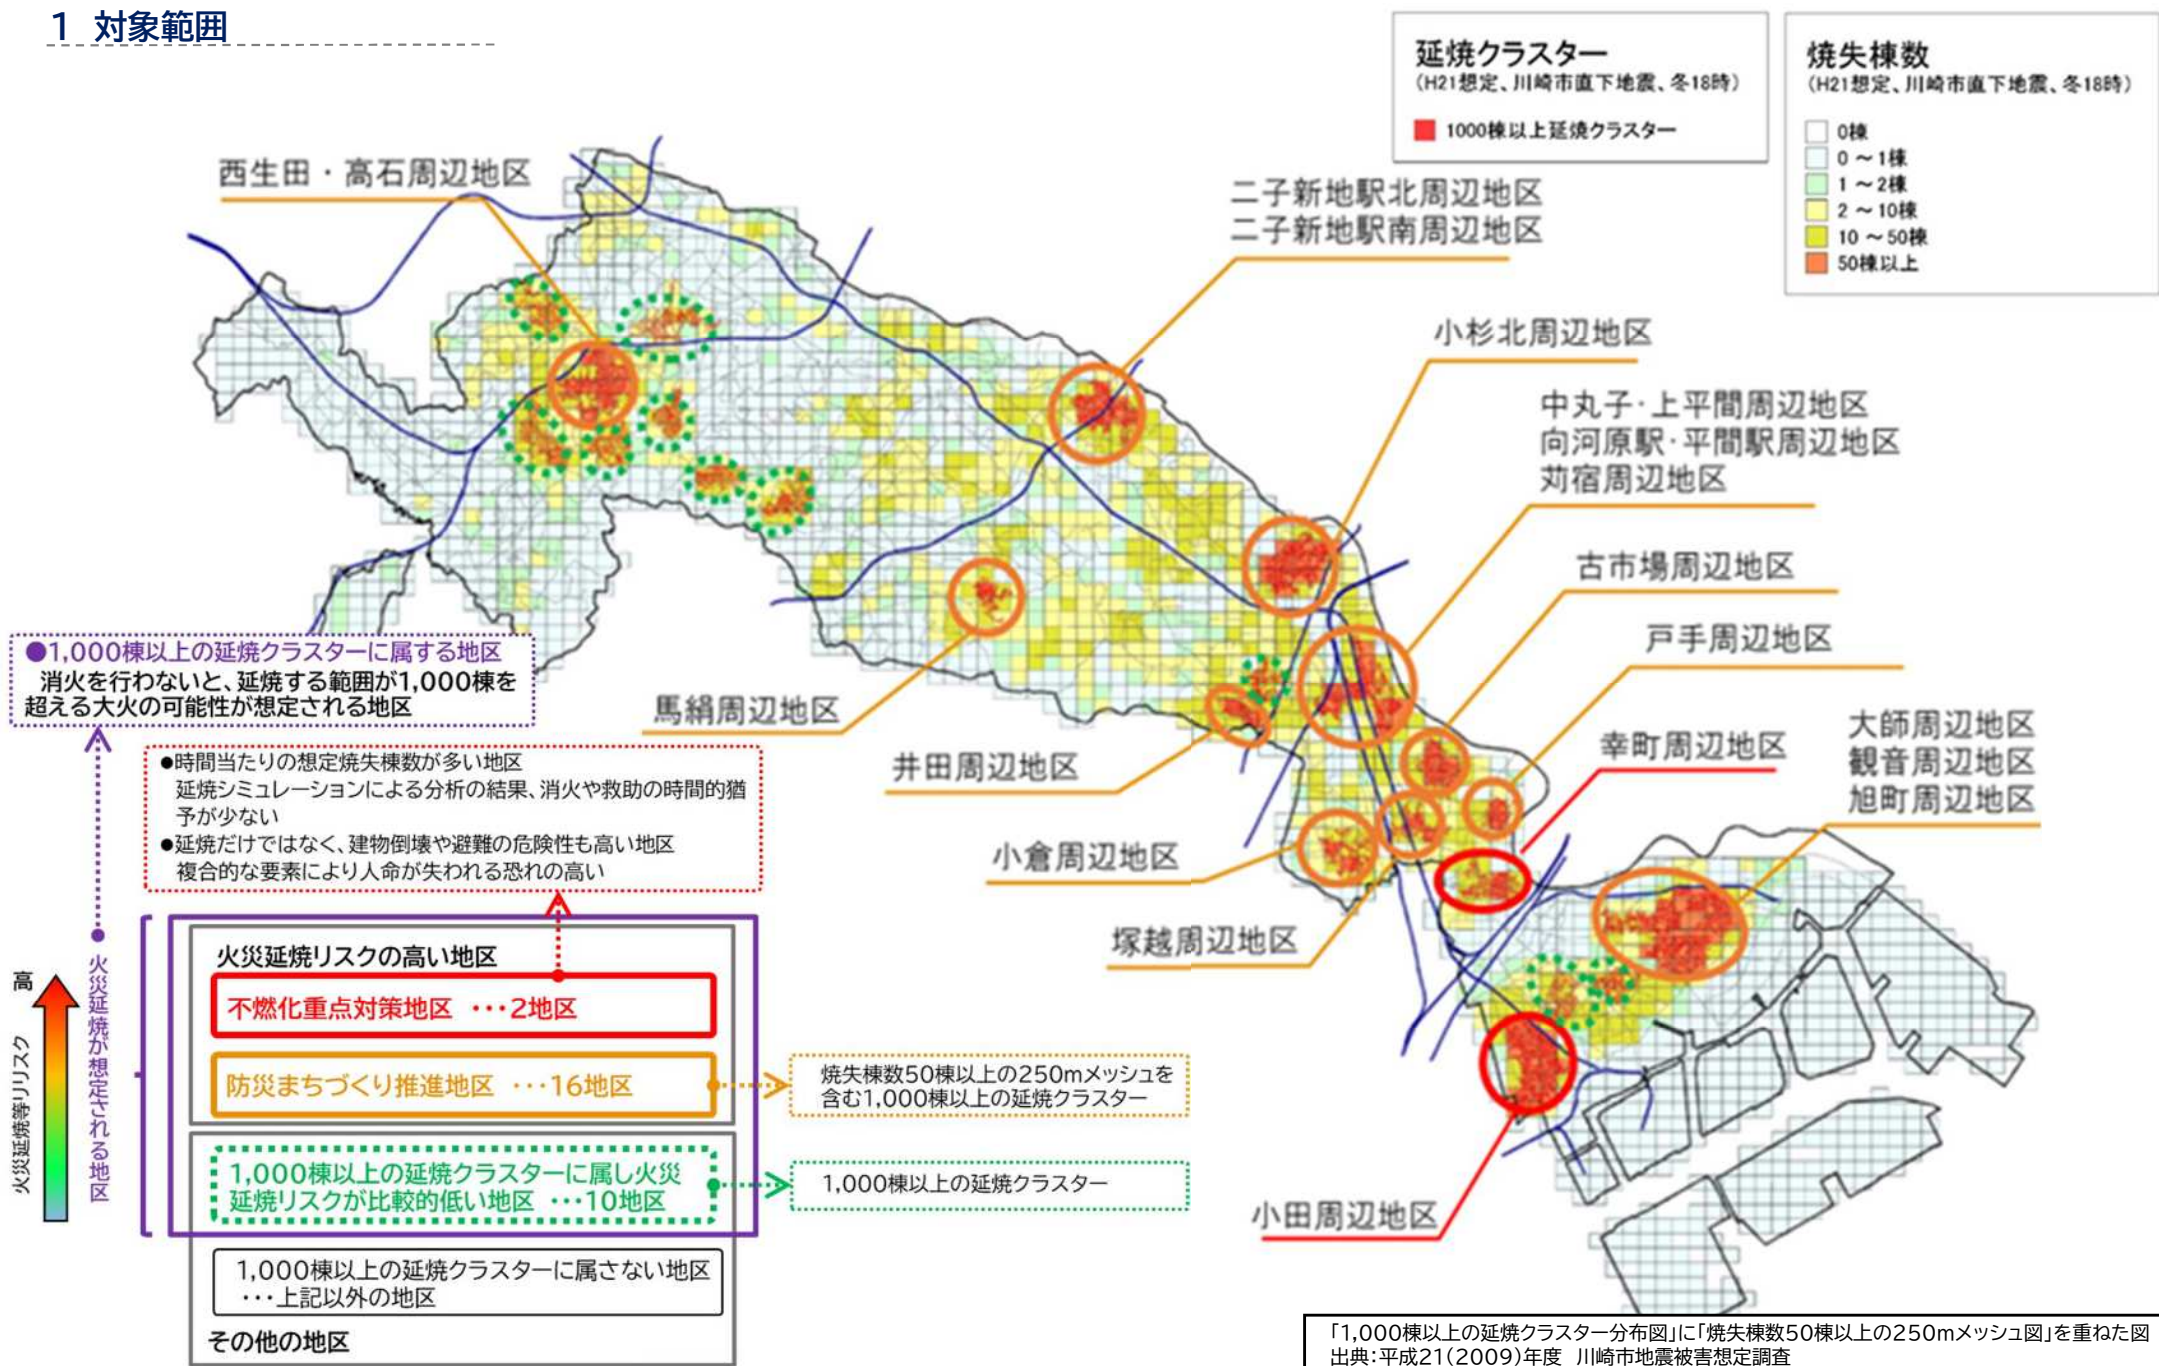 1 対象範囲
延焼クラスター
(H21想定、川崎市直下地震、冬18時)
1000棟以上延焼クラスター
焼失棟数
(H21想定、川崎市直下地震、冬18時)
0棟
0～1棟
1～2棟
2～10棟
10～50棟
50棟以上
西生田・高石周辺地区
二子新地駅北周辺地区
二子新地駅南周辺地区
小杉北周辺地区
中丸子・上平間周辺地区
向河原駅・平間駅周辺地区
苅宿周辺地区
古市場周辺地区
戸手周辺地区
幸町周辺地区
大師周辺地区
観音周辺地区
旭町周辺地区
馬絹周辺地区
井田周辺地区
小倉周辺地区
塚越周辺地区
小田周辺地区
●1,000棟以上の延焼クラスターに属する地区
消火を行わないと、延焼する範囲が1,000棟を
超える大火の可能性が想定される地区
●時間当たりの想定焼失棟数が多い地区
延焼シミュレーションによる分析の結果、消火や救助の時間的猶
予が少ない
●延焼だけではなく、建物倒壊や避難の危険性も高い地区
複合的な要素により人命が失われる恐れの高い
高
火災延焼等リリスク
火災延焼が想定される地区
火災延焼リスクの高い地区
不燃化重点対策地区 ・・・2地区
防災まちづくり推進地区 ・・・16地区
焼失棟数50棟以上の250mメッシュを
含む1,000棟以上の延焼クラスター
1,000棟以上の延焼クラスターに属し火災
延焼リスクが比較的低い地区 ・・・10地区
1,000棟以上の延焼クラスター
1,000棟以上の延焼クラスターに属さない地区
・・・上記以外の地区
その他の地区
「1,000棟以上の延焼クラスター分布図」に「焼失棟数50棟以上の250mメッシュ図」を重ねた図
出典:平成21(2009)年度 川崎市地震被害想定調査